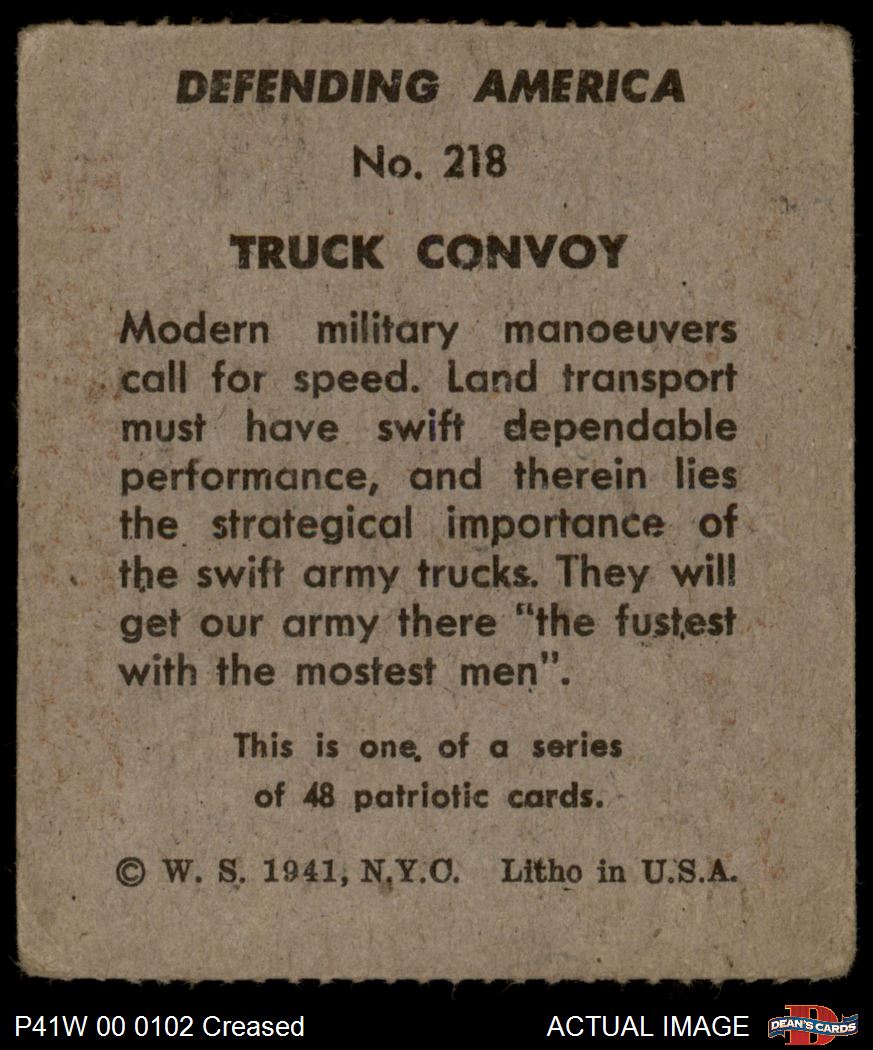 DEFENDING AMERICA
No. 218
TRUCK CONVOY
Modern military manoeuvers
call for speed. Land transport
must have swift dependable
performance, and therein lies
the strategical importance of
the swift army trucks. They will
get our army there "the fustest
with the mostest men".
This is one of a series
of 48 patriotic cards.
© W. S. 1941, N.Y.C. Litho in U.S.A.
P41W 00 0102 Creased
ACTUAL IMAGE
DEAN'S CARDS